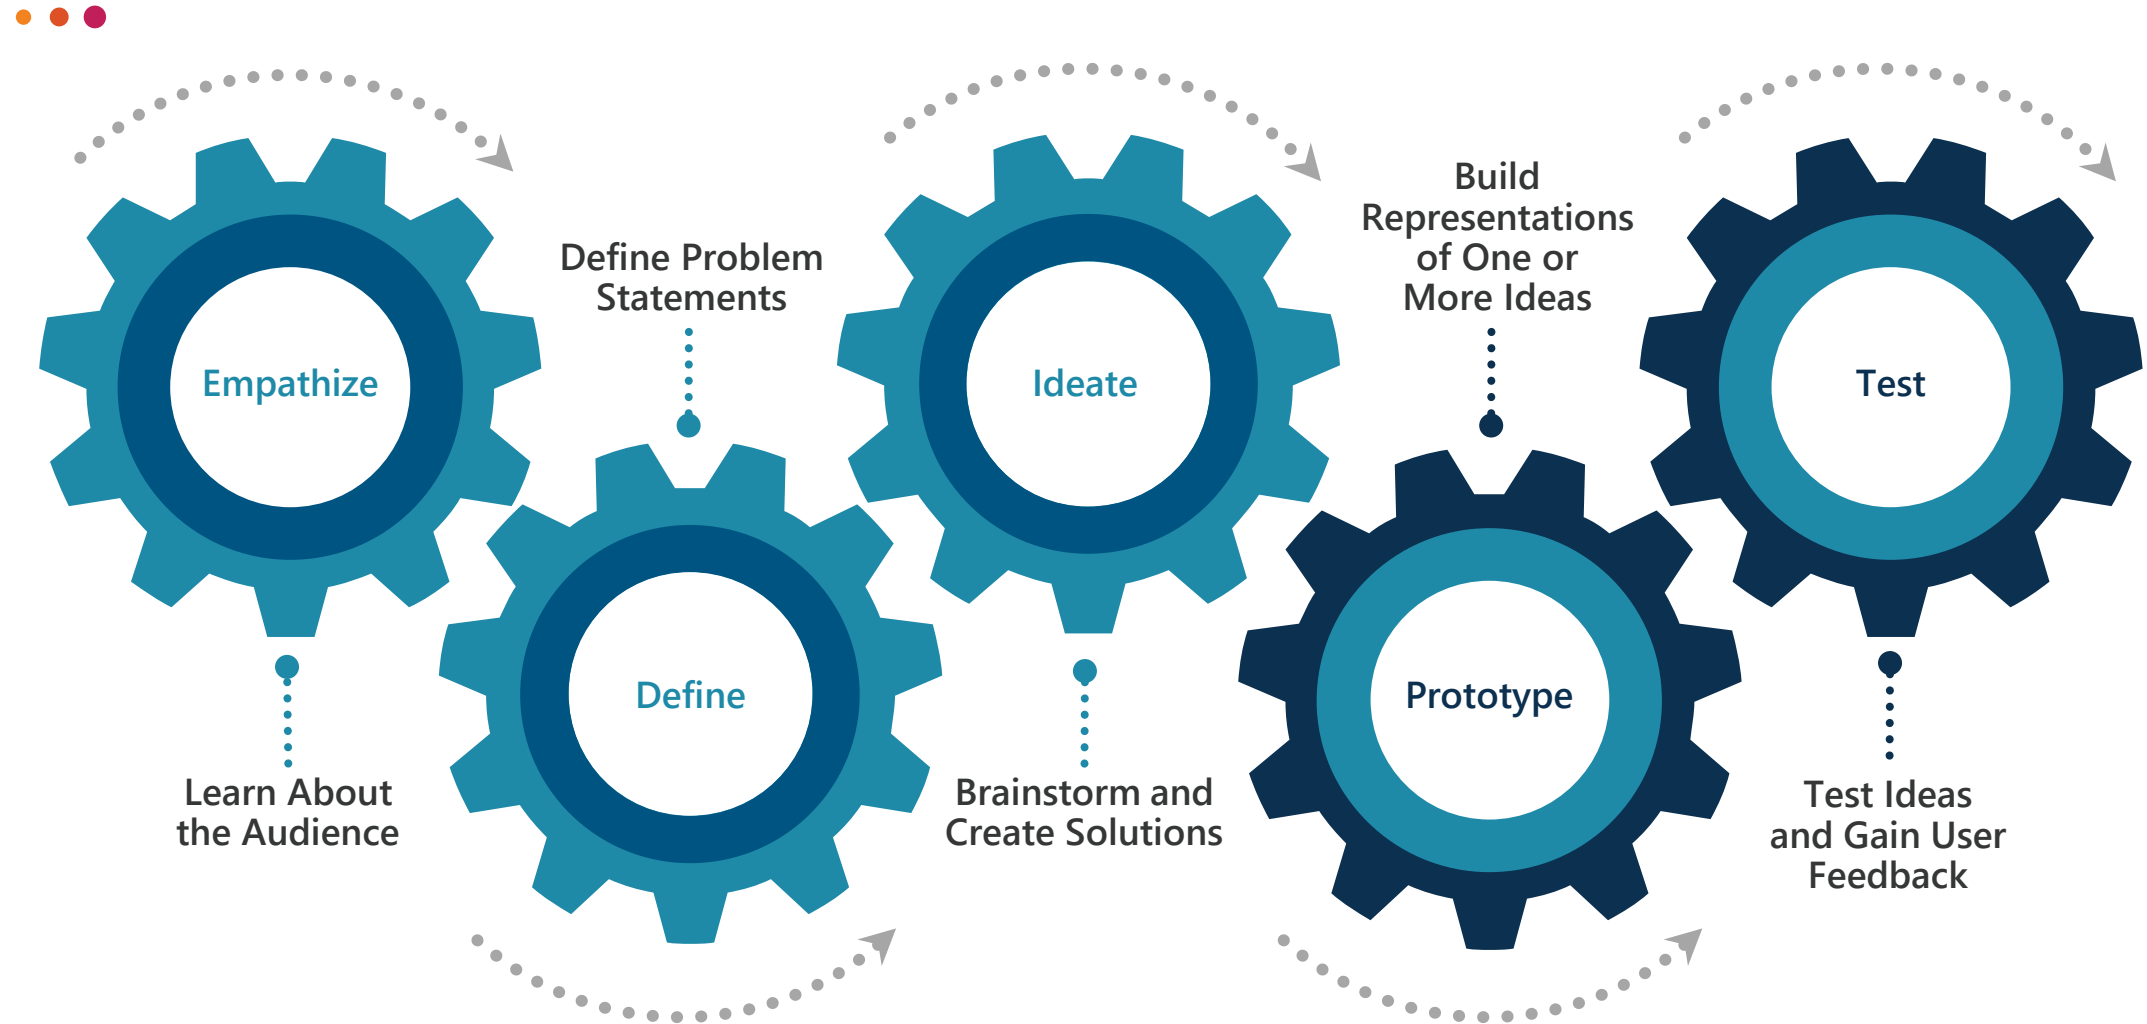 Empathize
Learn About
the Audience
Define Problem
Statements
Define
Ideate
Brainstorm and
Create Solutions
Build
Representations
of One or
More Ideas
Prototype
Test
Test Ideas
and Gain User
Feedback